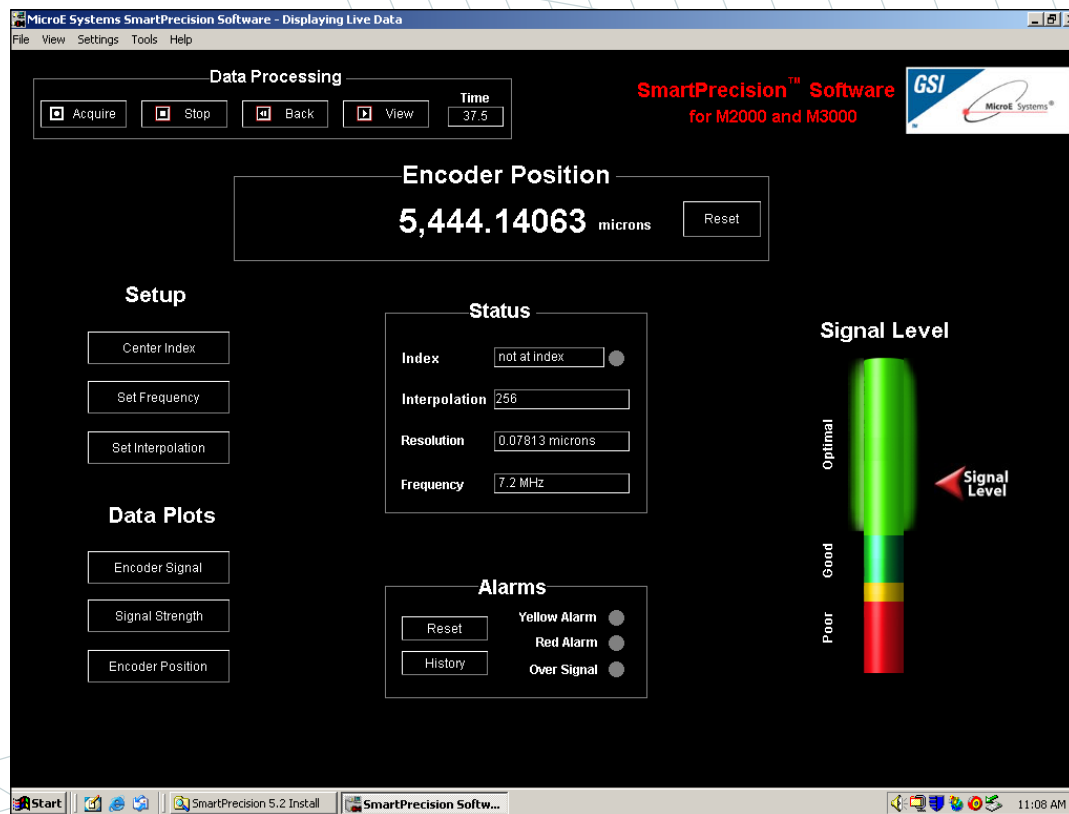 MicroE Systems SmartPrecision Software - Displaying Live Data
File View Settings Tools Help
Data Processing
Acquire Stop Back View
Time
37.5
SmartPrecision™ Software
for M2000 and M3000
GSI
MicroE Systems®
Encoder Position
5,444.14063 microns
Reset
Setup
Center Index
Set Frequency
Set Interpolation
Data Plots
Encoder Signal
Signal Strength
Encoder Position
Status
Index not at index
Interpolation 256
Resolution 0.07813 microns
Frequency 7.2 MHz
Alarms
Reset
History
Yellow Alarm
Red Alarm
Over Signal
Signal Level
Optimal
Good
Poor
Signal
Level
Start SmartPrecision 5.2 Install SmartPrecision Softw... 11:08 AM